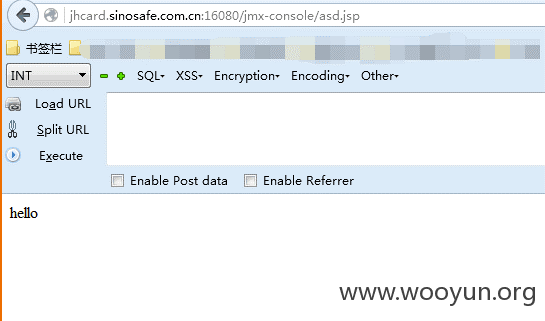 jhcard.sinosafe.com.cn:16080/jmx-console/asd.jsp
书签栏
INT SQL XSS Encryption Encoding Other
Load URL
Split URL
Execute
Enable Post data Enable Referrer
hello
www.wooyun.org